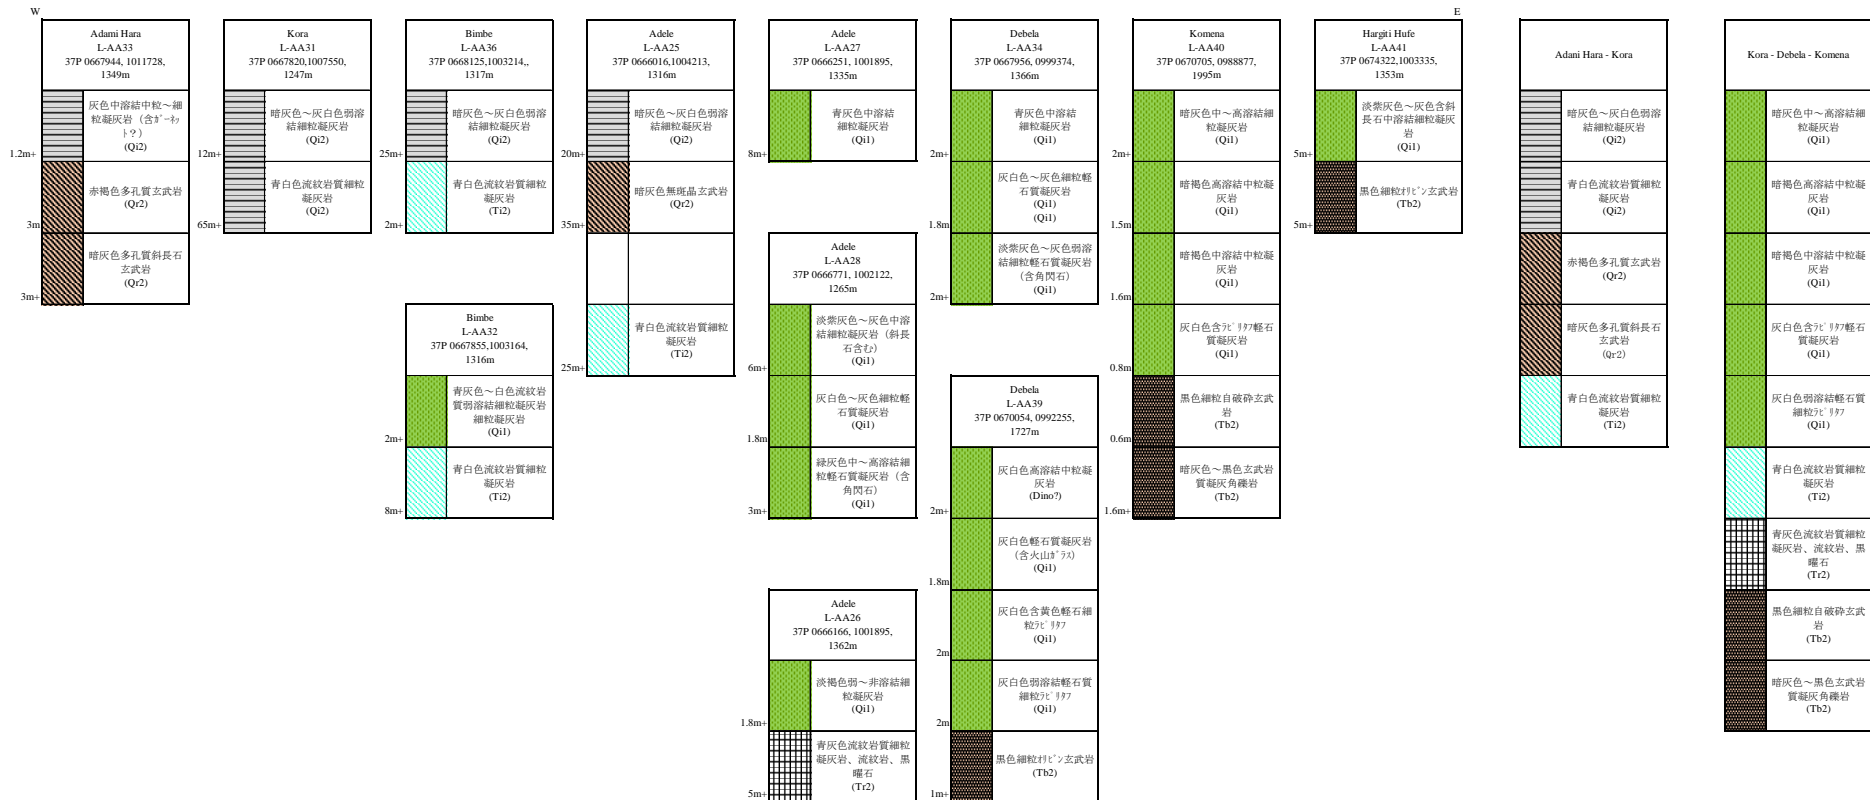 W
E
Adami Hara
L-AA33
37P 0667944, 1011728,
1349m
灰色中溶結中粒～細
粒凝灰岩（含ｶﾞｰﾈｯ
ﾄ？）
(Qi2)
1.2m+
赤褐色多孔質玄武岩
(Qr2)
3m
暗灰色多孔質斜長石
玄武岩
(Qr2)
3m+
Kora
L-AA31
37P 0667820,1007550,
1247m
暗灰色～灰白色弱溶
結細粒凝灰岩
(Qi2)
12m+
青白色流紋岩質細粒
凝灰岩
(Qi2)
65m+
Bimbe
L-AA36
37P 0668125,1003214,,
1317m
暗灰色～灰白色弱溶
結細粒凝灰岩
(Qi2)
25m+
青白色流紋岩質細粒
凝灰岩
(Ti2)
2m+
Bimbe
L-AA32
37P 0667855,1003164,
1316m
青灰色～白色流紋岩
質弱溶結細粒凝灰岩
細粒凝灰岩
(Qi1)
2m+
青白色流紋岩質細粒
凝灰岩
(Ti2)
8m+
Adele
L-AA25
37P 0666016,1004213,
1316m
暗灰色～灰白色弱溶
結細粒凝灰岩
(Qi2)
20m+
暗灰色無斑晶玄武岩
(Qr2)
35m+
青白色流紋岩質細粒
凝灰岩
(Ti2)
25m+
Adele
L-AA27
37P 0666251, 1001895,
1335m
青灰色中溶結
細粒凝灰岩
(Qi1)
8m+
Adele
L-AA28
37P 0666771, 1002122,
1265m
淡紫灰色～灰色中溶
結細粒凝灰岩（斜長
石含む）
(Qi1)
6m+
灰白色～灰色細粒軽
石質凝灰岩
(Qi1)
1.8m
緑灰色中～高溶結細
粒軽石質凝灰岩（含
角閃石）
(Qi1)
3m+
Adele
L-AA26
37P 0666166, 1001895,
1362m
淡褐色弱～非溶結細
粒凝灰岩
(Qi1)
1.8m+
青灰色流紋岩質細粒
凝灰岩、流紋岩、黒
曜石
(Tr2)
5m+
Debela
L-AA34
37P 0667956, 0999374,
1366m
青灰色中溶結
細粒凝灰岩
(Qi1)
2m+
灰白色～灰色細粒軽
石質凝灰岩
(Qi1)
(Qi1)
1.8m
淡紫灰色～灰色弱溶
結細粒軽石質凝灰岩
（含角閃石）
(Qi1)
2m+
Debela
L-AA39
37P 0670054, 0992255,
1727m
灰白色高溶結中粒凝
灰岩
(Dino?)
2m+
灰白色軽石質凝灰岩
（含火山ｶﾞﾗｽ）
(Qi1)
1.8m
灰白色含黄色軽石細
粒ﾗﾋﾟﾘﾀﾌ
(Qi1)
2m
灰白色弱溶結軽石質
細粒ﾗﾋﾟﾘﾀﾌ
(Qi1)
2m
黒色細粒ｵﾘﾋﾞﾝ玄武岩
(Tb2)
1m+
Komena
L-AA40
37P 0670705, 0988877,
1995m
暗灰色中～高溶結細
粒凝灰岩
(Qi1)
2m+
暗褐色高溶結中粒凝
灰岩
(Qi1)
1.5m
暗褐色中溶結中粒凝
灰岩
(Qi1)
1.6m
灰白色含ﾗﾋﾟﾘﾀﾌ軽石
質凝灰岩
(Qi1)
0.8m
黒色細粒自破砕玄武
岩
(Tb2)
0.6m
暗灰色～黒色玄武岩
質凝灰角礫岩
(Tb2)
1.6m+
Hargiti Hufe
L-AA41
37P 0674322,1003335,
1353m
淡紫灰色～灰色含斜
長石中溶結細粒凝灰
岩
(Qi1)
5m+
黒色細粒ｵﾘﾋﾞﾝ玄武岩
(Tb2)
5m+
Adani Hara - Kora
暗灰色～灰白色弱溶
結細粒凝灰岩
(Qi2)
青白色流紋岩質細粒
凝灰岩
(Qi2)
赤褐色多孔質玄武岩
(Qr2)
暗灰色多孔質斜長石
玄武岩
(Qr2)
青白色流紋岩質細粒
凝灰岩
(Ti2)
Kora - Debela - Komena
暗灰色中～高溶結細
粒凝灰岩
(Qi1)
暗褐色高溶結中粒凝
灰岩
(Qi1)
暗褐色中溶結中粒凝
灰岩
(Qi1)
灰白色含ﾗﾋﾟﾘﾀﾌ軽石
質凝灰岩
(Qi1)
灰白色弱溶結軽石質
細粒ﾗﾋﾟﾘﾀﾌ
(Qi1)
青白色流紋岩質細粒
凝灰岩
(Ti2)
青灰色流紋岩質細粒
凝灰岩、流紋岩、黒
曜石
(Tr2)
黒色細粒自破砕玄武
岩
(Tb2)
暗灰色～黒色玄武岩
質凝灰角礫岩
(Tb2)